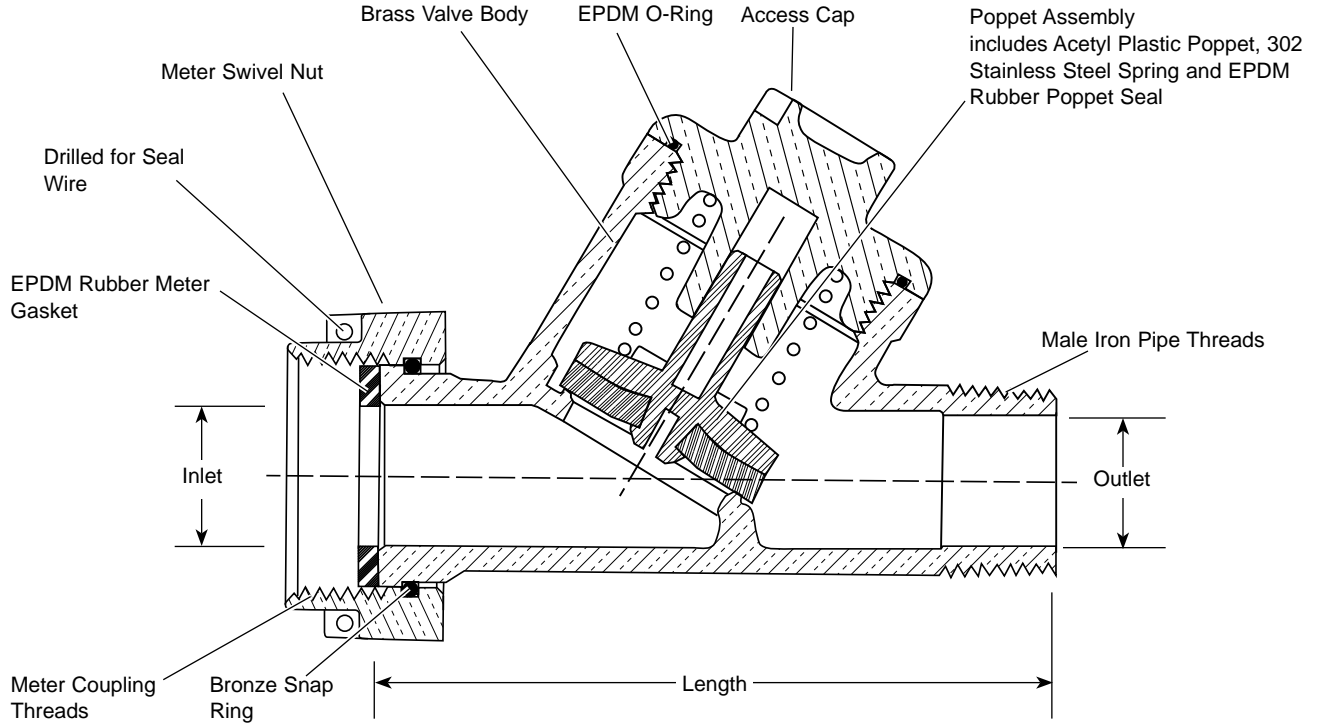 Brass Valve Body
EPDM O-Ring
Access Cap
Poppet Assembly
includes Acetyl Plastic Poppet, 302
Stainless Steel Spring and EPDM
Rubber Poppet Seal
Meter Swivel Nut
Drilled for Seal
Wire
EPDM Rubber Meter
Gasket
Male Iron Pipe Threads
Inlet
Outlet
Meter Coupling
Threads
Bronze Snap
Ring
Length